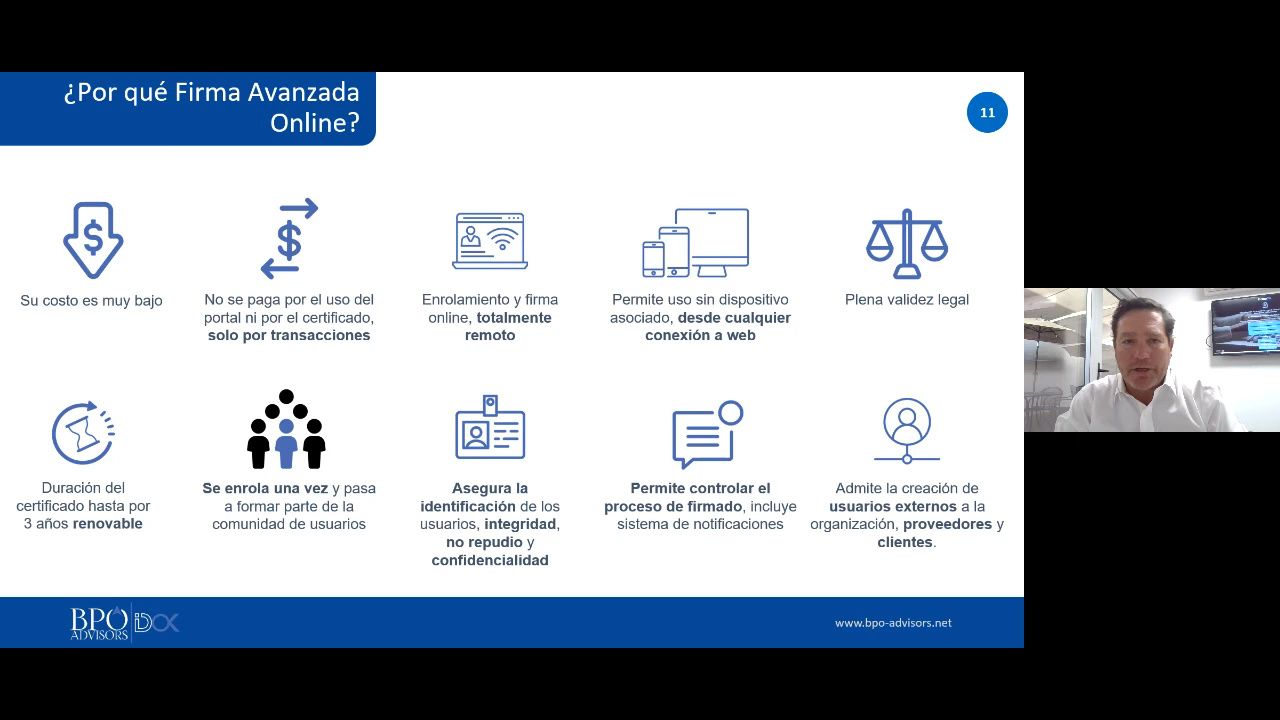 ¿Por qué Firma Avanzada
Online?
11
Su costo es muy bajo
No se paga por el uso del
portal ni por el certificado,
solo por transacciones
Enrolamiento y firma
online, totalmente
remoto
Permite uso sin dispositivo
asociado, desde cualquier
conexión a web
Plena validez legal
Duración del
certificado hasta por
3 años renovable
Se enrola una vez y pasa
a formar parte de la
comunidad de usuarios
Asegura la
identificación de los
usuarios, integridad,
no repudio y
confidencialidad
Permite controlar el
proceso de firmado, incluye
sistema de notificaciones
Admite la creación de
usuarios externos a la
organización, proveedores y
clientes.
BPO
ADVISORS
www.bpo-advisors.net